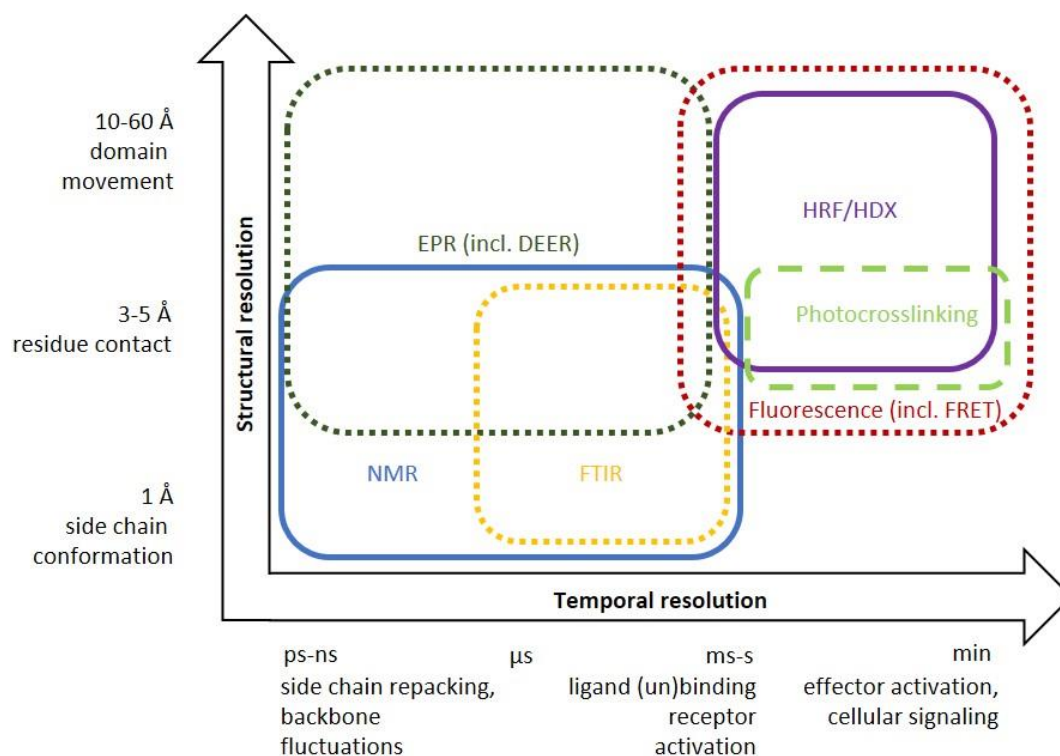 10-60 Å
domain
movement
3-5 Å
residue contact
1 Å
side chain
conformation
Structural resolution
EPR (incl. DEER)
HRF/HDX
Photocrosslinking
Fluorescence (incl. FRET)
NMR
FTIR
Temporal resolution
ps-ns
side chain repacking,
backbone
fluctuations
µs
ms-s
ligand (un)binding
receptor
activation
min
effector activation,
cellular signaling